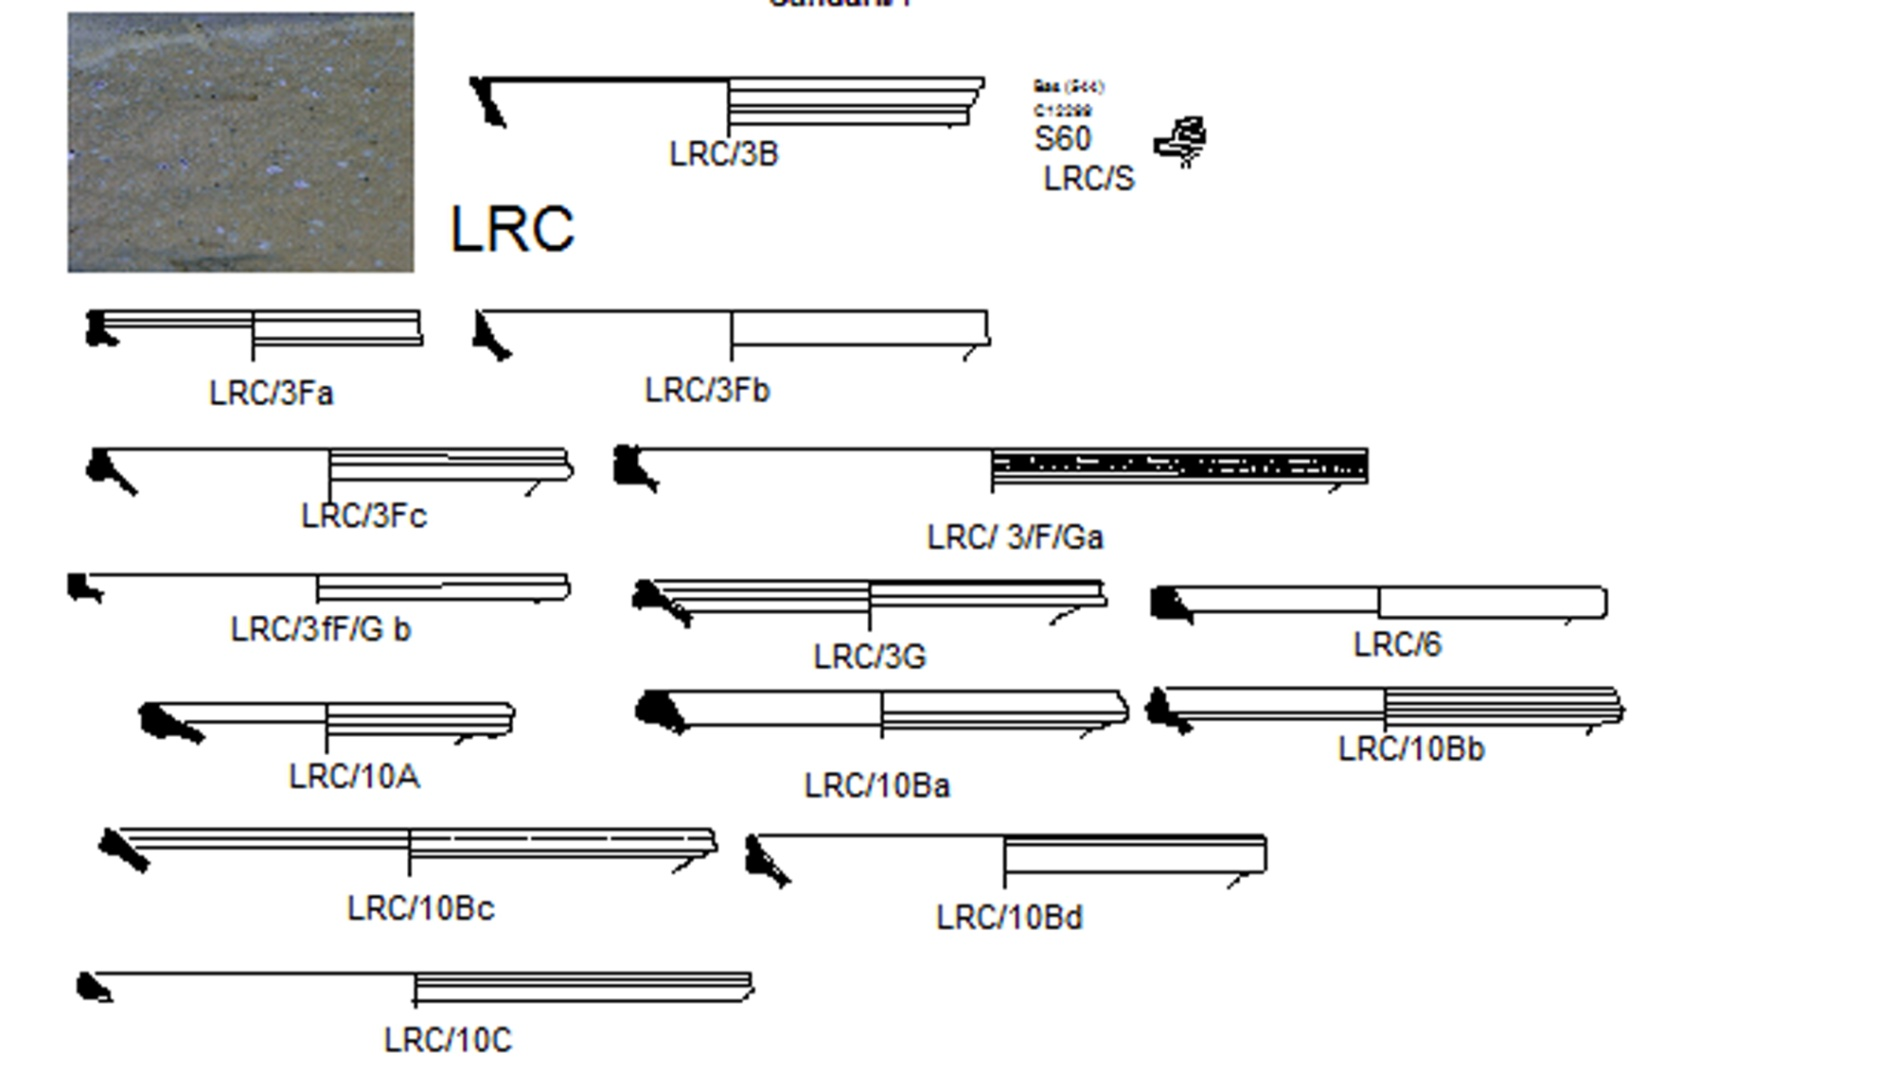 LRC/3B
S60
LRC/S
LRC
LRC/3Fa
LRC/3Fb
LRC/3Fc
LRC/ 3/F/Ga
LRC/3fF/G b
LRC/3G
LRC/6
LRC/10A
LRC/10Ba
LRC/10Bb
LRC/10Bc
LRC/10Bd
LRC/10C